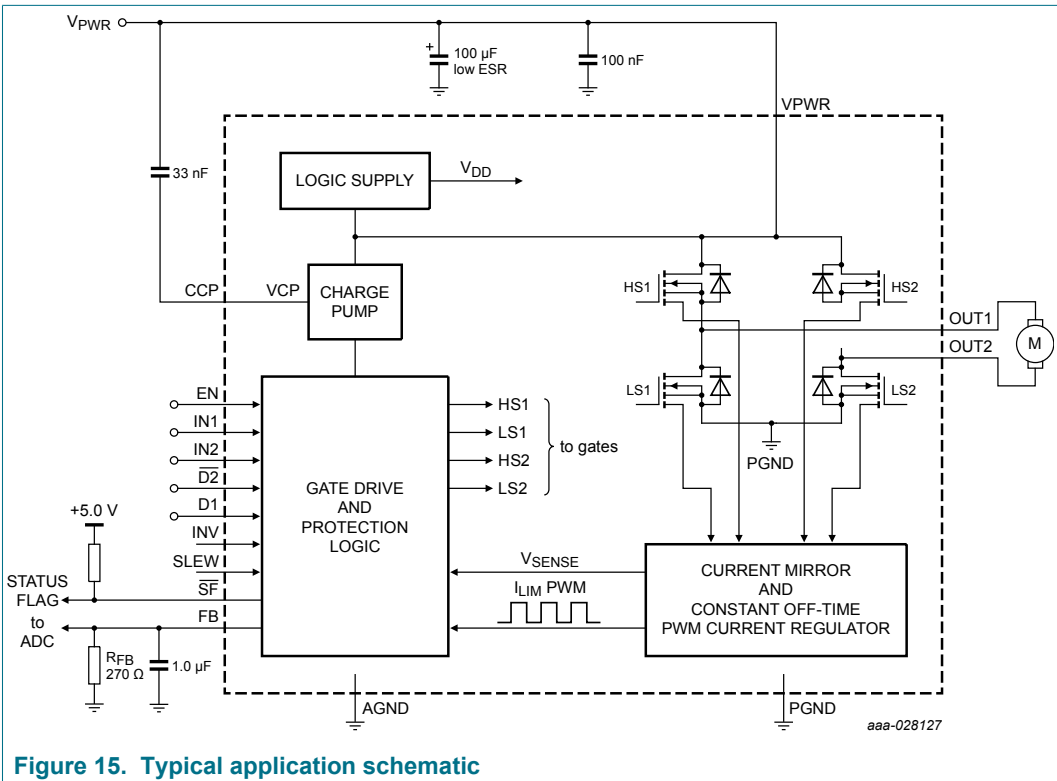 VPWR
100 µF
low ESR
100 nF
VPWR
33 nF
LOGIC SUPPLY
VDD
CCP
VCP
CHARGE
PUMP
HS1
HS2
OUT1
OUT2
M
LS1
LS2
PGND
EN
IN1
IN2
D2
D1
INV
SLEW
SF
FB
+5.0 V
STATUS
FLAG
to
ADC
RFB
270 Ω
1.0 µF
GATE DRIVE
AND
PROTECTION
LOGIC
HS1
LS1
HS2
LS2
to gates
VSENSE
ILIM PWM
CURRENT MIRROR
AND
CONSTANT OFF-TIME
PWM CURRENT REGULATOR
AGND
PGND
aaa-028127
Figure 15. Typical application schematic